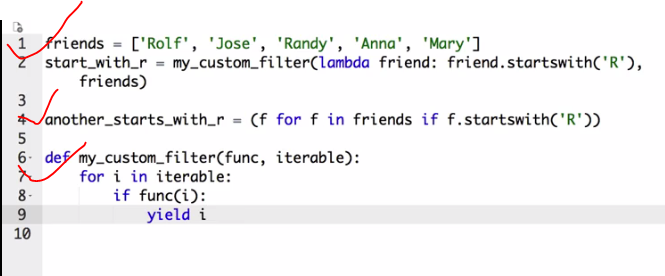 1 friends = ['Rolf', 'Jose', 'Randy', 'Anna', 'Mary']
2 start_with_r = my_custom_filter(lambda friend: friend.startswith('R'),
friends)
3
4 another_starts_with_r = (f for f in friends if f.startswith('R'))
5
6 def my_custom_filter(func, iterable):
7 for i in iterable:
8 if func(i):
9 yield i
10